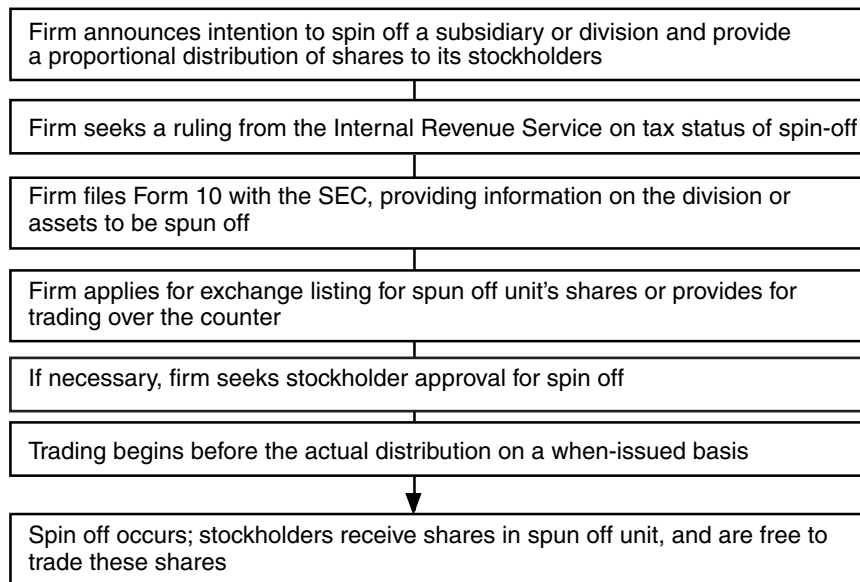 Firm announces intention to spin off a subsidiary or division and provide
a proportional distribution of shares to its stockholders
Firm seeks a ruling from the Internal Revenue Service on tax status of spin-off
Firm files Form 10 with the SEC, providing information on the division or
assets to be spun off
Firm applies for exchange listing for spun off unit's shares or provides for
trading over the counter
If necessary, firm seeks stockholder approval for spin off
Trading begins before the actual distribution on a when-issued basis
Spin off occurs; stockholders receive shares in spun off unit, and are free to
trade these shares